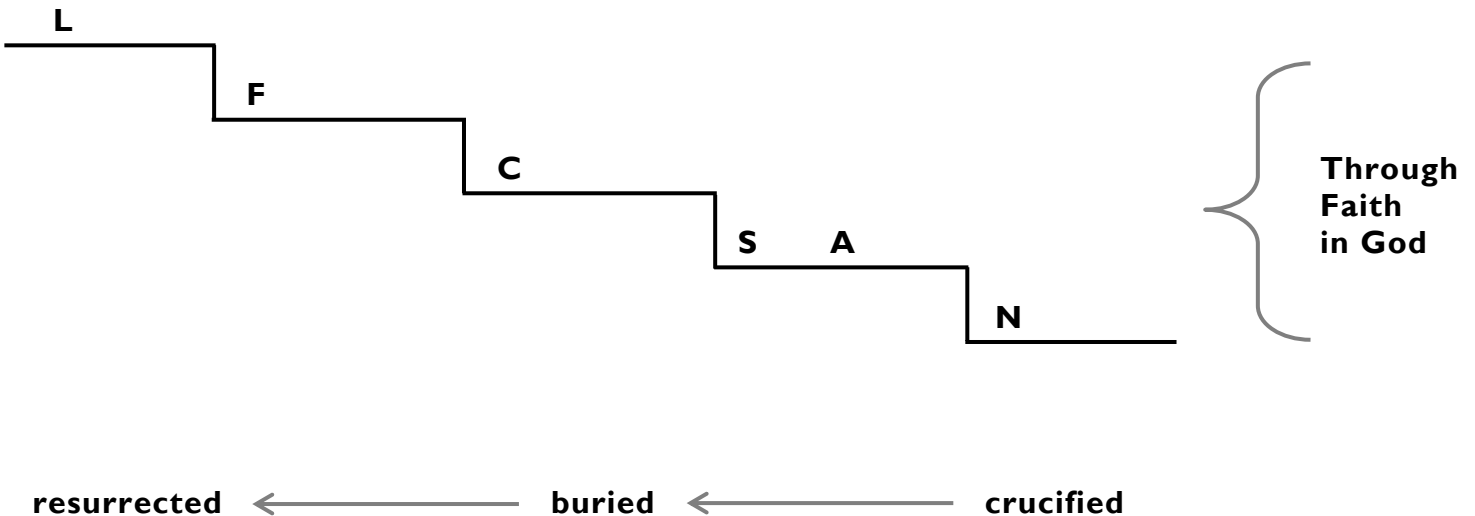 L
F
C
S A
N
Through
Faith
in God
resurrected buried crucified